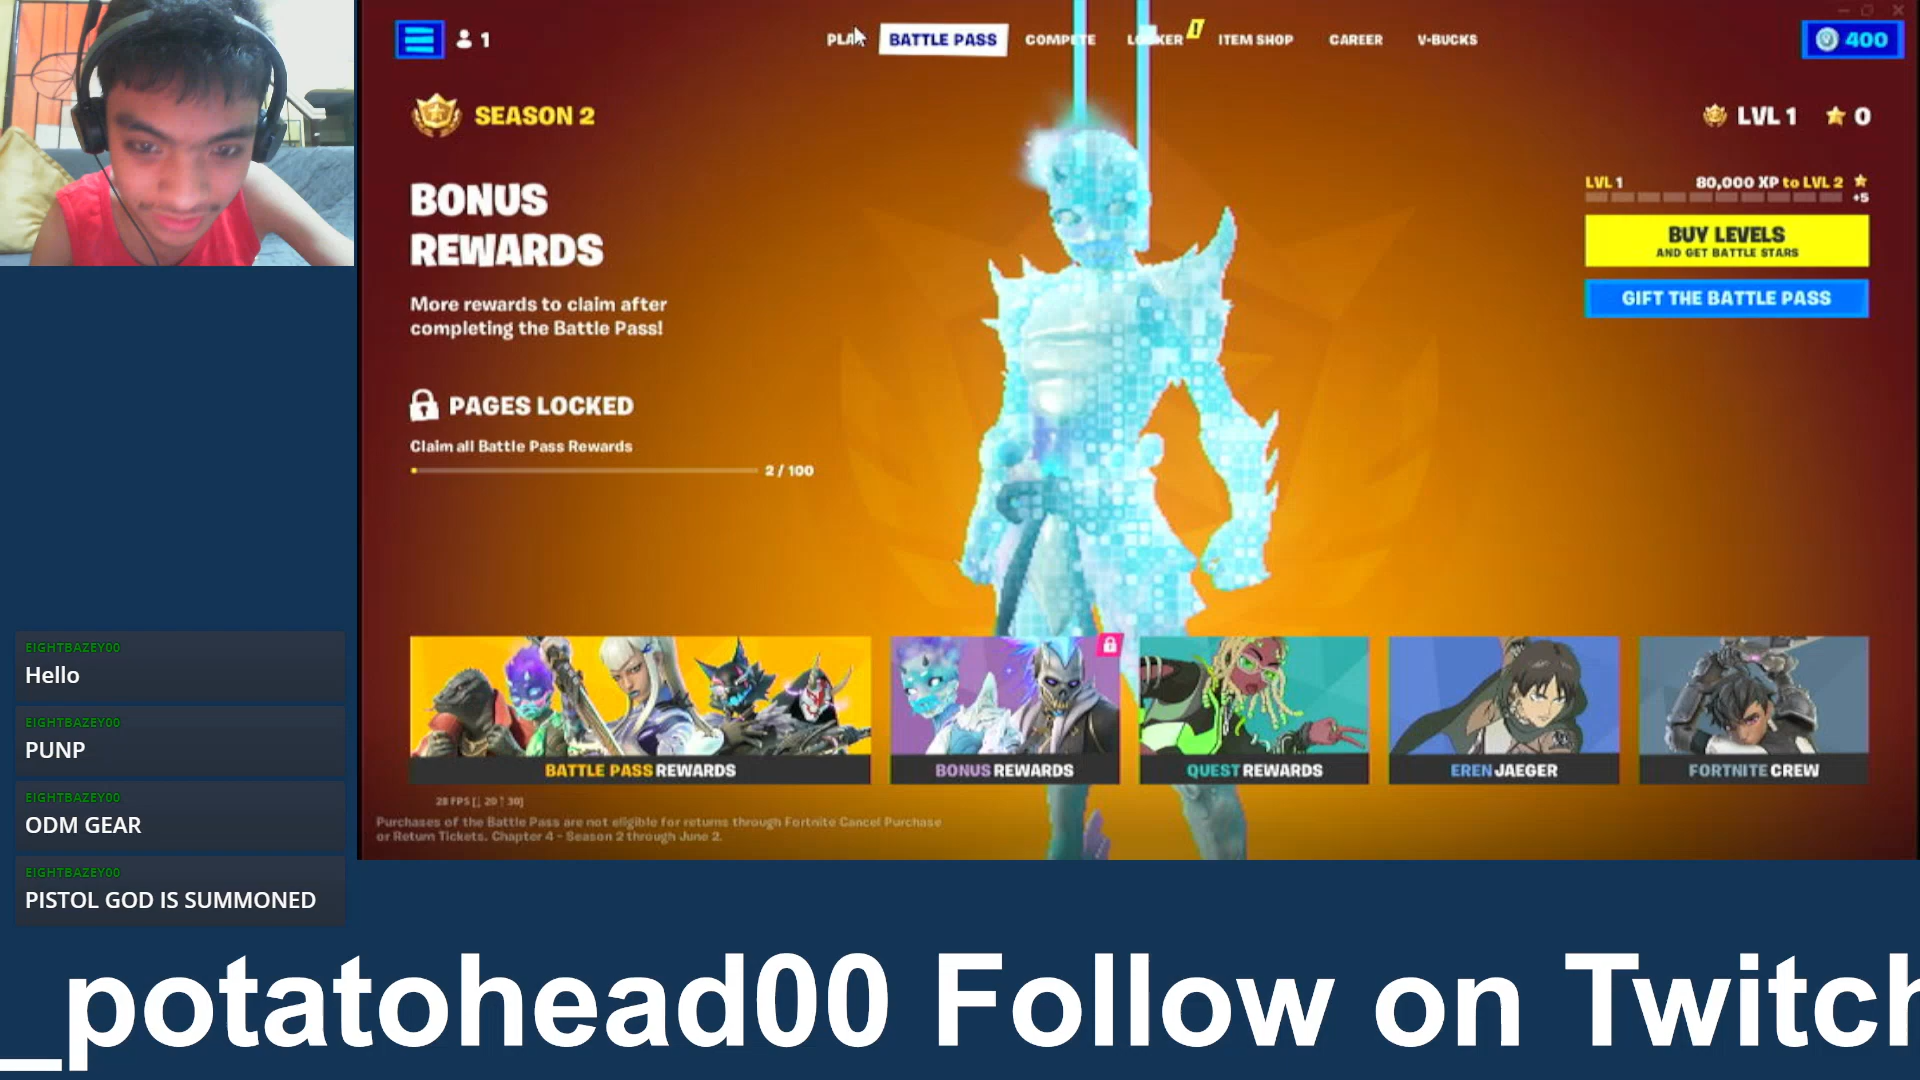 1
PLAY
BATTLE PASS
COMPETE
LOCKER
ITEM SHOP
CAREER
V-BUCKS
400
SEASON 2
LVL 1
0
BONUS
REWARDS
LVL 1
80,000 XP to LVL 2
+5
BUY LEVELS
AND GET BATTLE STARS
GIFT THE BATTLE PASS
More rewards to claim after
completing the Battle Pass!
PAGES LOCKED
Claim all Battle Pass Rewards
2 / 100
BATTLE PASS REWARDS
BONUS REWARDS
QUEST REWARDS
EREN JAEGER
FORTNITE CREW
28 FPS [↓ 20 ↑ 30]
Purchases of the Battle Pass are not eligible for returns through Fortnite Cancel Purchase
or Return Tickets. Chapter 4 - Season 2 through June 2.
EIGHTBAZEY00
Hello
EIGHTBAZEY00
PUNP
EIGHTBAZEY00
ODM GEAR
EIGHTBAZEY00
PISTOL GOD IS SUMMONED
_potatohead00 Follow on Twitch